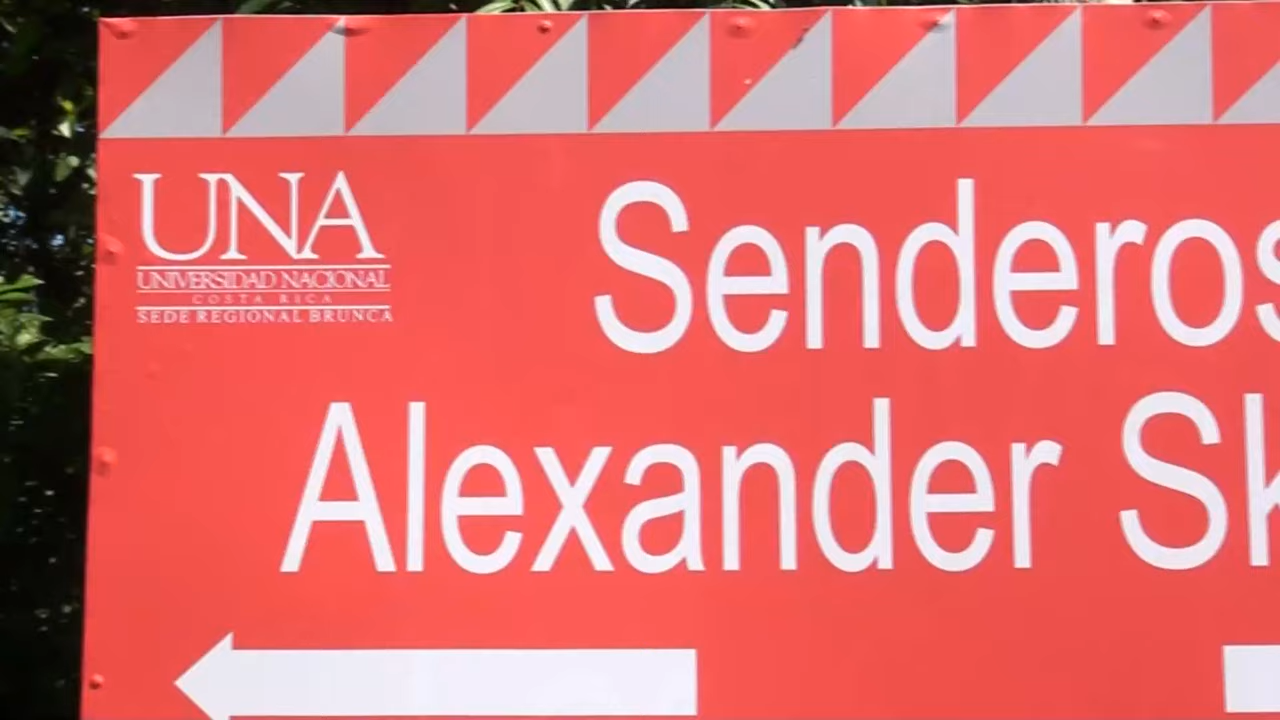 UNA
UNIVERSIDAD NACIONAL
COSTA RICA
SEDE REGIONAL BRUNCA
Senderos
Alexander Sk